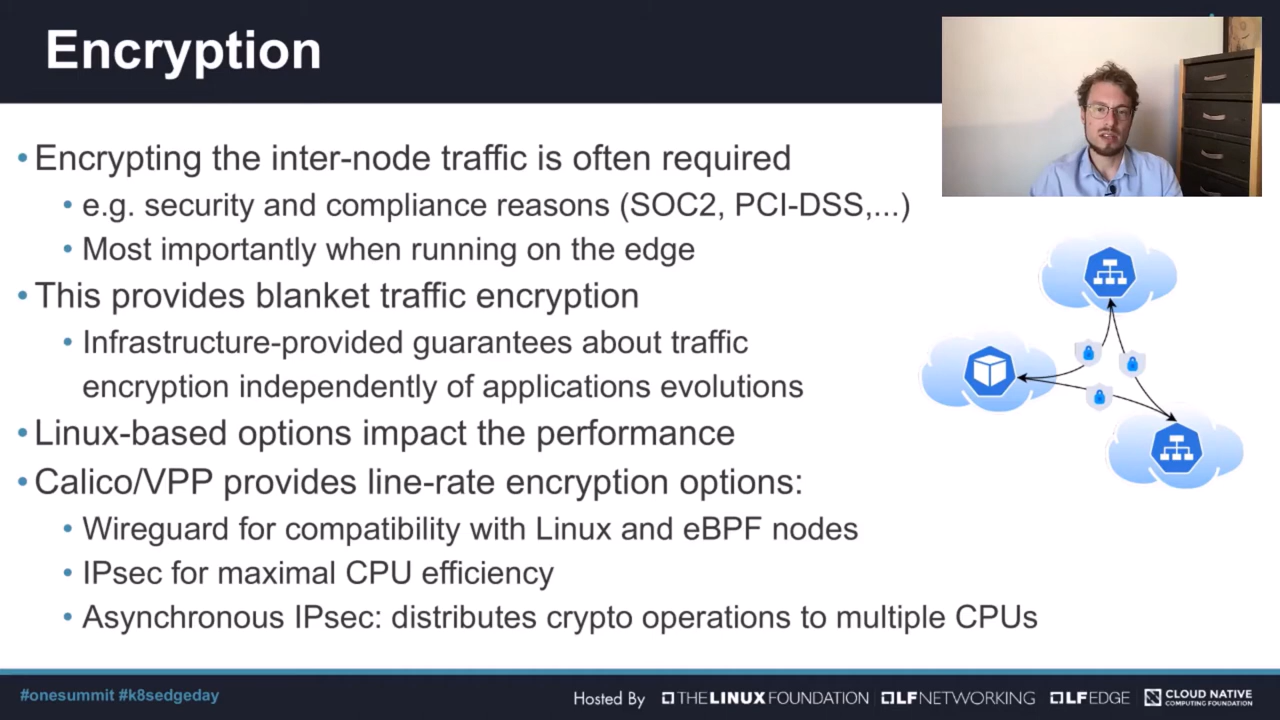 Encryption
•Encrypting the inter-node traffic is often required
• e.g. security and compliance reasons (SOC2, PCI-DSS,...)
• Most importantly when running on the edge
•This provides blanket traffic encryption
• Infrastructure-provided guarantees about traffic
encryption independently of applications evolutions
•Linux-based options impact the performance
•Calico/VPP provides line-rate encryption options:
• Wireguard for compatibility with Linux and eBPF nodes
• IPsec for maximal CPU efficiency
• Asynchronous IPsec: distributes crypto operations to multiple CPUs
#onesummit #k8sedgeday
Hosted By
THE LINUX FOUNDATION
LF NETWORKING
LF EDGE
CLOUD NATIVE
COMPUTING FOUNDATION